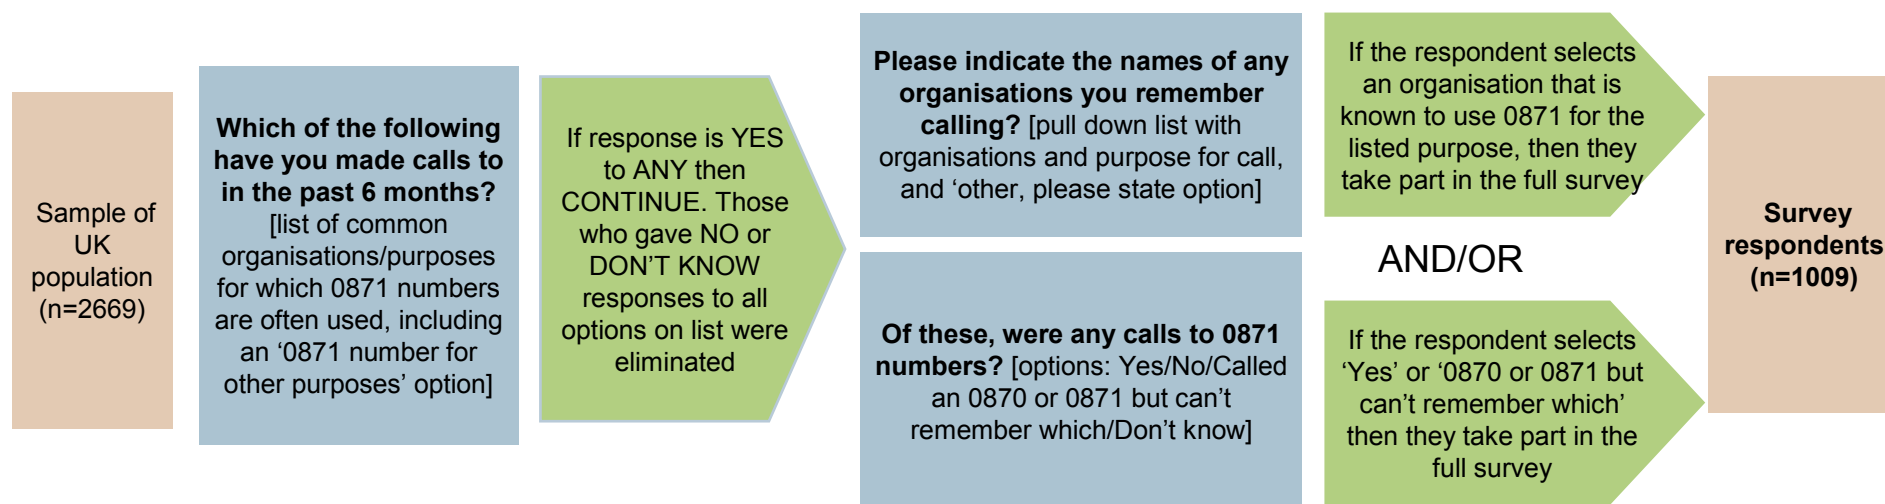 Sample of
UK
population
(n=2669)
Which of the following
have you made calls to
in the past 6 months?
[list of common
organisations/purposes
for which 0871 numbers
are often used, including
an ‘0871 number for
other purposes’ option]
If response is YES
to ANY then
CONTINUE. Those
who gave NO or
DON’T KNOW
responses to all
options on list were
eliminated
Please indicate the names of any
organisations you remember
calling? [pull down list with
organisations and purpose for call,
and ‘other, please state option]
Of these, were any calls to 0871
numbers? [options: Yes/No/Called
an 0870 or 0871 but can’t
remember which/Don’t know]
If the respondent selects
an organisation that is
known to use 0871 for the
listed purpose, then they
take part in the full survey
AND/OR
If the respondent selects
‘Yes’ or ‘0870 or 0871 but
can’t remember which’
then they take part in the
full survey
Survey
respondents
(n=1009)